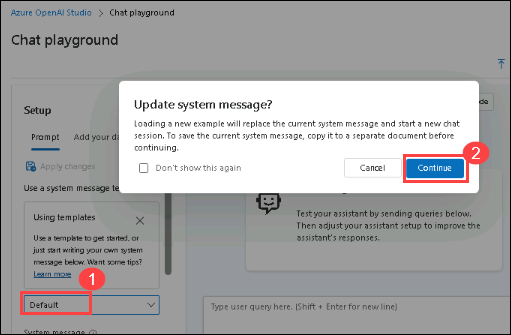 Azure OpenAI Studio > Chat playground
Chat playground
Setup
Prompt Add your da
Apply changes
Use a system message te
Using templates
Use a template to get started, or
just start writing your own system
message below. Want some tips?
Learn more
1
Default
System message
Update system message?
Loading a new example will replace the current system message and start a new chat
session. To save the current system message, copy it to a separate document before
continuing.
Don't show this again
Cancel
Continue
2
de
Test your assistant by sending queries below.
Then adjust your assistant setup to improve the
assistant's responses.
Type user query here. (Shift + Enter for new line)